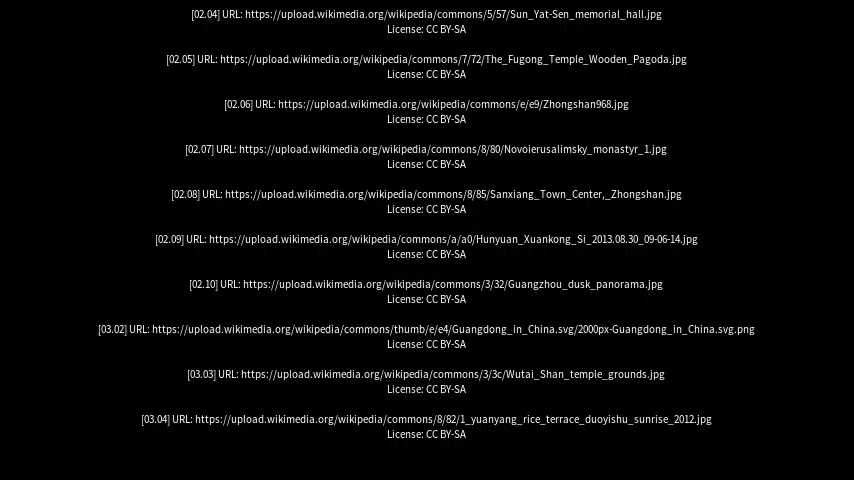 [02.04] URL: https://upload.wikimedia.org/wikipedia/commons/5/57/Sun_Yat-Sen_memorial_hall.jpg
License: CC BY-SA
[02.05] URL: https://upload.wikimedia.org/wikipedia/commons/7/72/The_Fugong_Temple_Wooden_Pagoda.jpg
License: CC BY-SA
[02.06] URL: https://upload.wikimedia.org/wikipedia/commons/e/e9/Zhongshan968.jpg
License: CC BY-SA
[02.07] URL: https://upload.wikimedia.org/wikipedia/commons/8/80/Novoierusalimsky_monastyr_1.jpg
License: CC BY-SA
[02.08] URL: https://upload.wikimedia.org/wikipedia/commons/8/85/Sanxiang_Town_Center,_Zhongshan.jpg
License: CC BY-SA
[02.09] URL: https://upload.wikimedia.org/wikipedia/commons/a/a0/Hunyuan_Xuankong_Si_2013.08.30_09-06-14.jpg
License: CC BY-SA
[02.10] URL: https://upload.wikimedia.org/wikipedia/commons/3/32/Guangzhou_dusk_panorama.jpg
License: CC BY-SA
[03.02] URL: https://upload.wikimedia.org/wikipedia/commons/thumb/e/e4/Guangdong_in_China.svg/2000px-Guangdong_in_China.svg.png
License: CC BY-SA
[03.03] URL: https://upload.wikimedia.org/wikipedia/commons/3/3c/Wutai_Shan_temple_grounds.jpg
License: CC BY-SA
[03.04] URL: https://upload.wikimedia.org/wikipedia/commons/8/82/1_yuanyang_rice_terrace_duoyishu_sunrise_2012.jpg
License: CC BY-SA